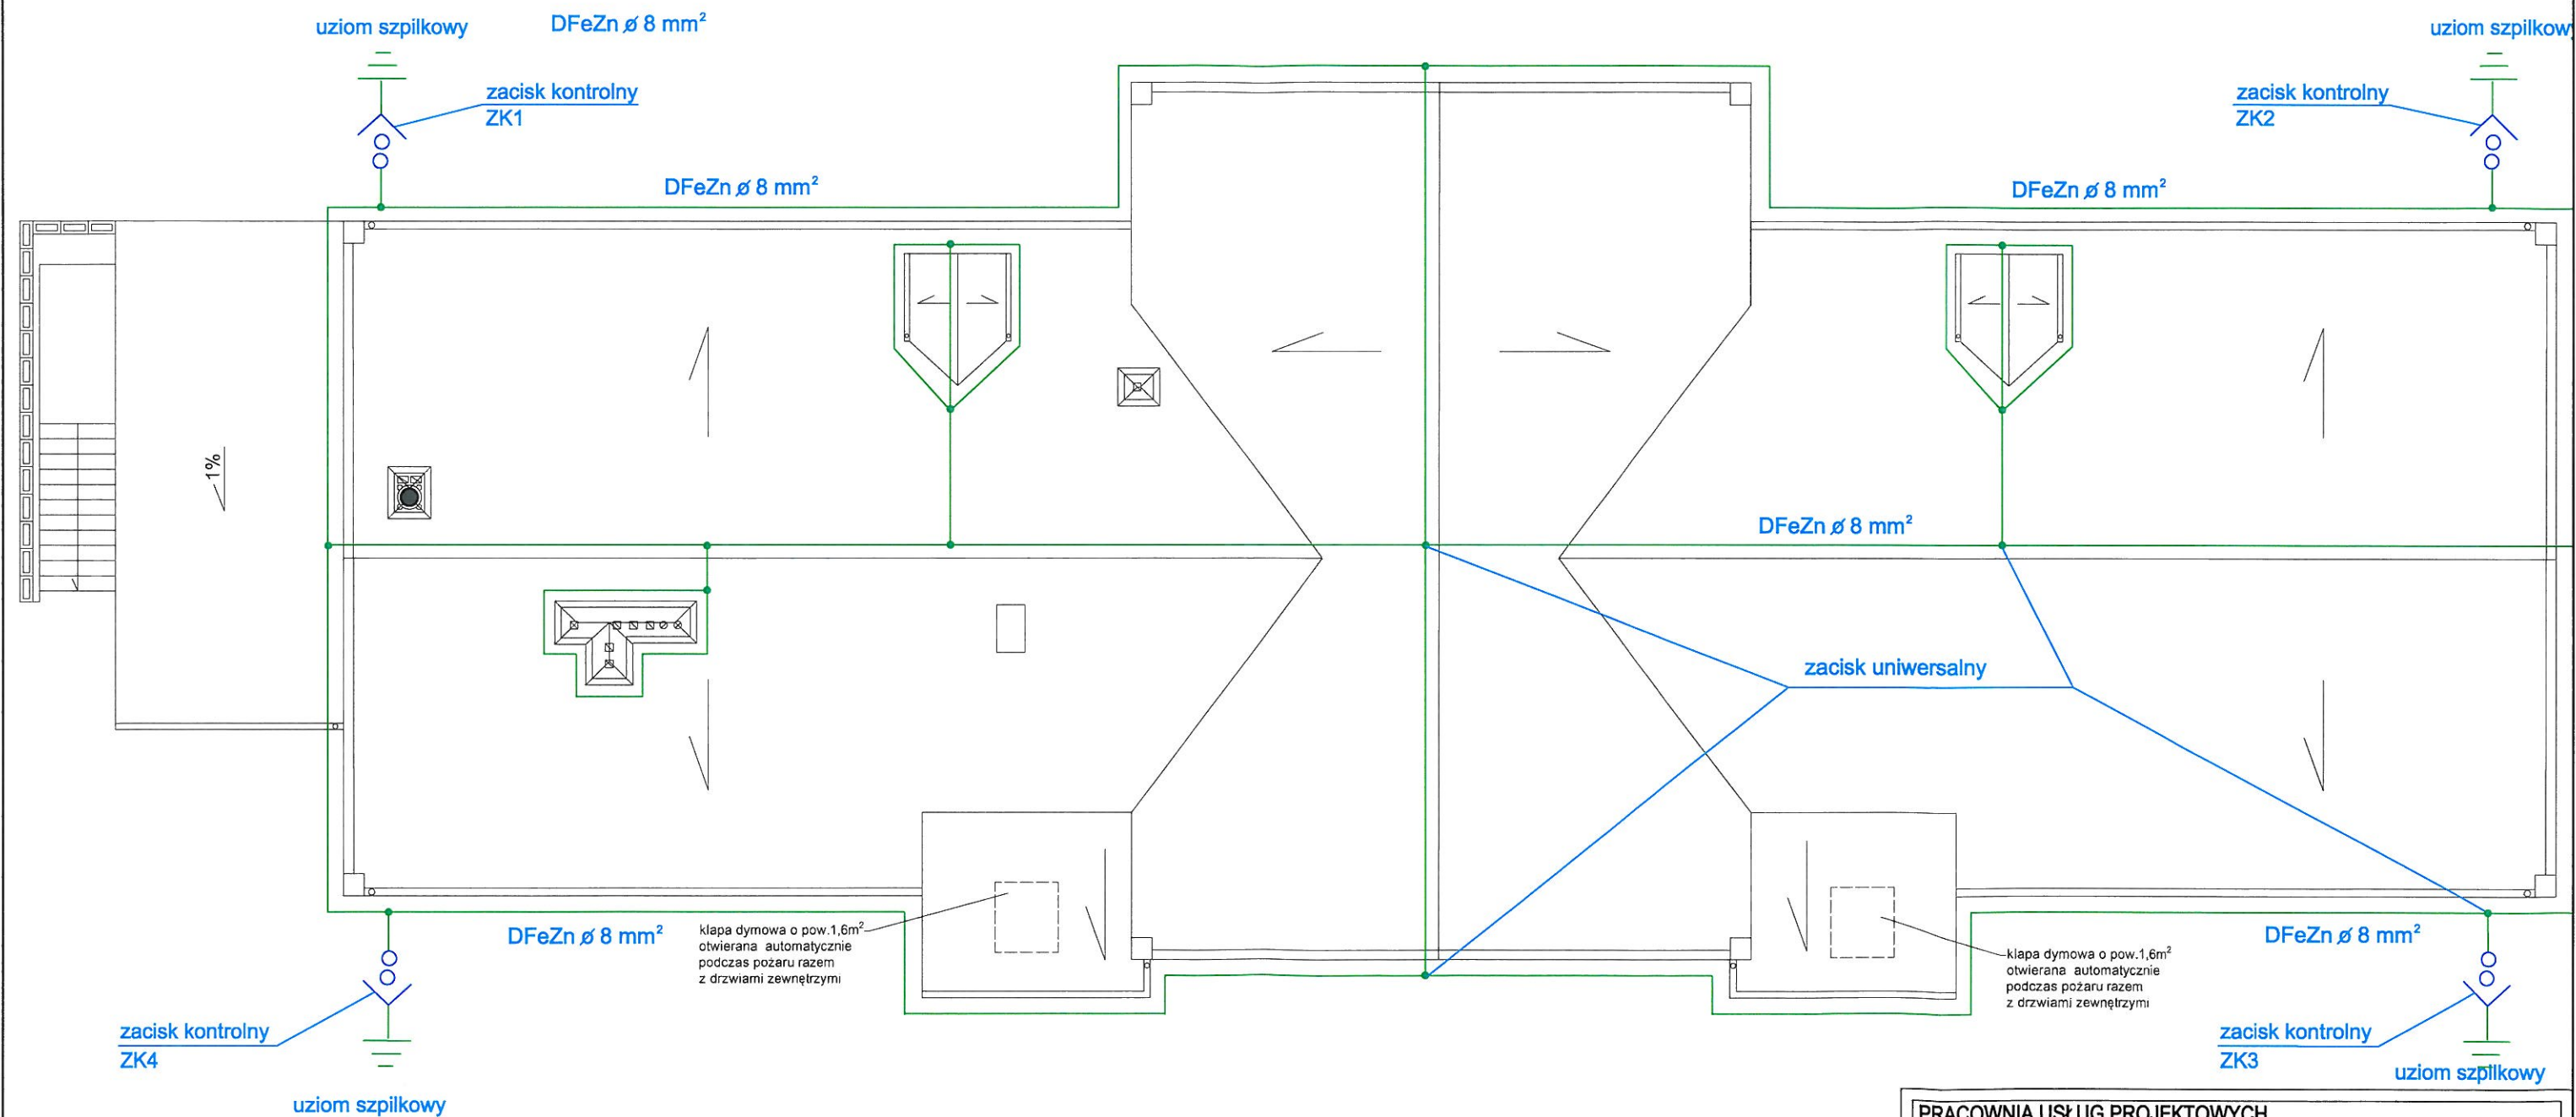 uziom szpilkowy
DFeZn ø 8 mm²
uziom szpilkowy
zacisk kontrolny
ZK1
zacisk kontrolny
ZK2
DFeZn ø 8 mm²
DFeZn ø 8 mm²
1%
DFeZn ø 8 mm²
zacisk uniwersalny
DFeZn ø 8 mm²
klapa dymowa o pow.1,6m²
otwierana automatycznie
podczas pożaru razem
z drzwiami zewnętrzymi
DFeZn ø 8 mm²
klapa dymowa o pow.1,6m²
otwierana automatycznie
podczas pożaru razem
z drzwiami zewnętrzymi
zacisk kontrolny
ZK4
zacisk kontrolny
ZK3
uziom szpilkowy
uziom szpilkowy
PRACOWNIA USŁUG PROJEKTOWYCH